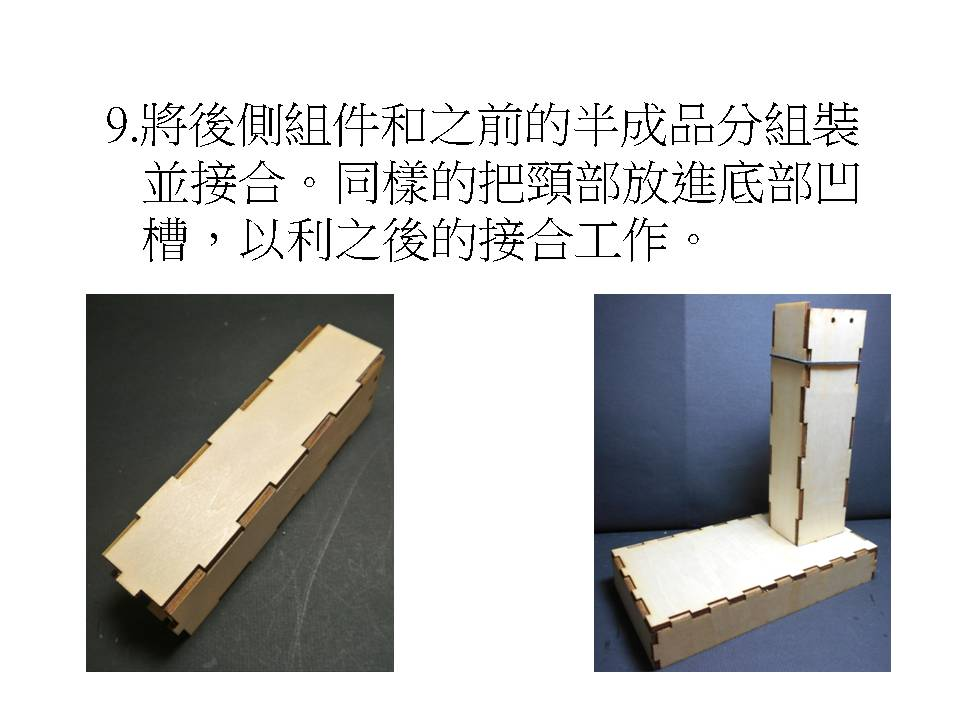 9.將後側組件和之前的半成品分組裝
並接合。同樣的把頸部放進底部凹
槽，以利之後的接合工作。